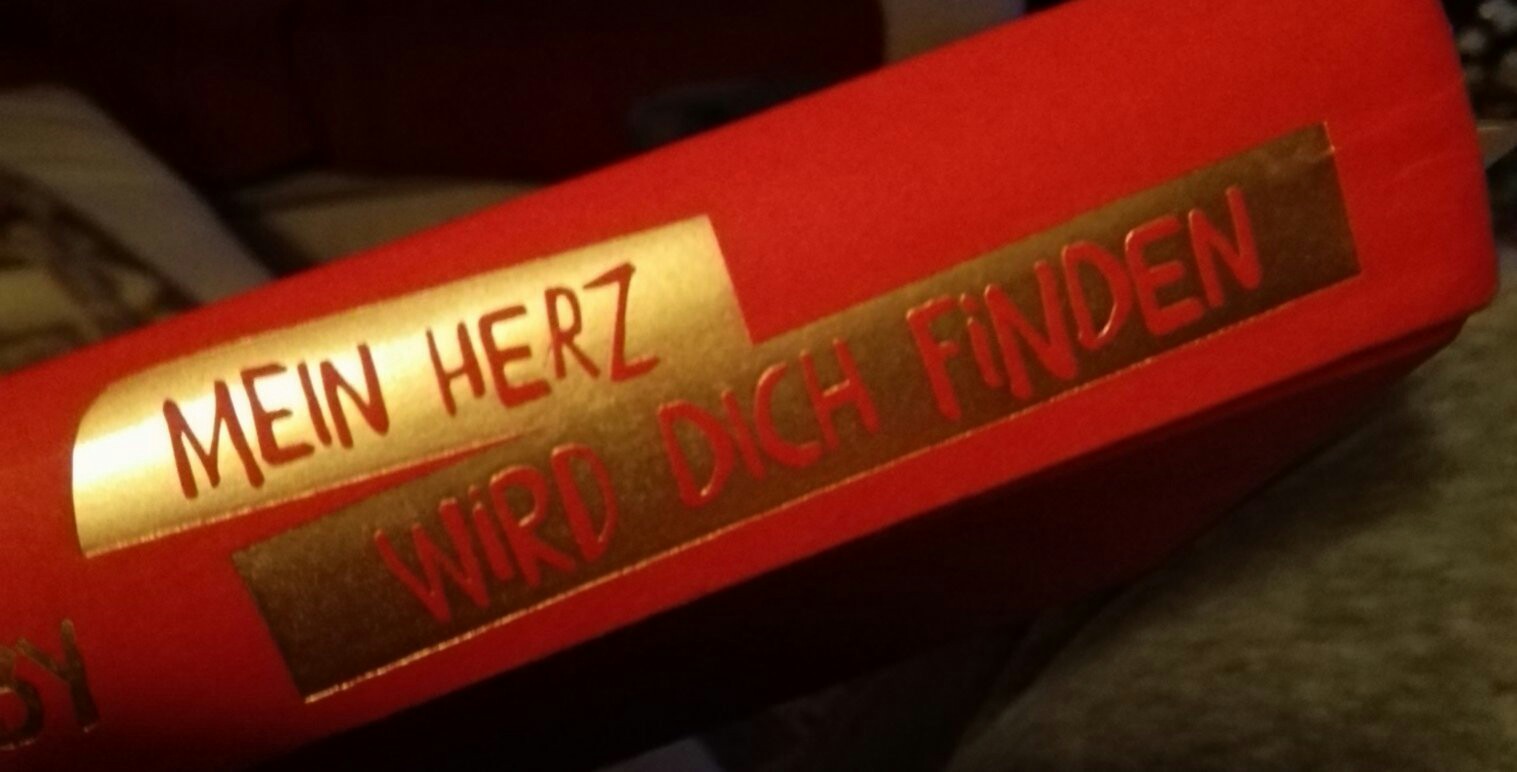 MEIN HERZ
WIRD DICH FINDEN